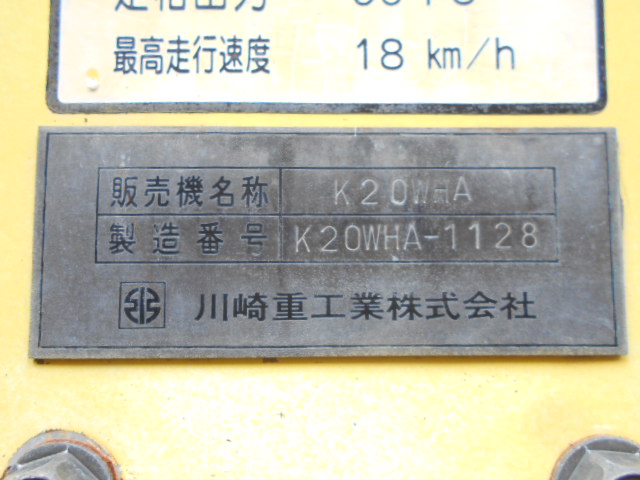 最高走行速度 18 km/h
販売機名称 K20WHA
製造番号 K20WHA-1128
川崎重工業株式会社